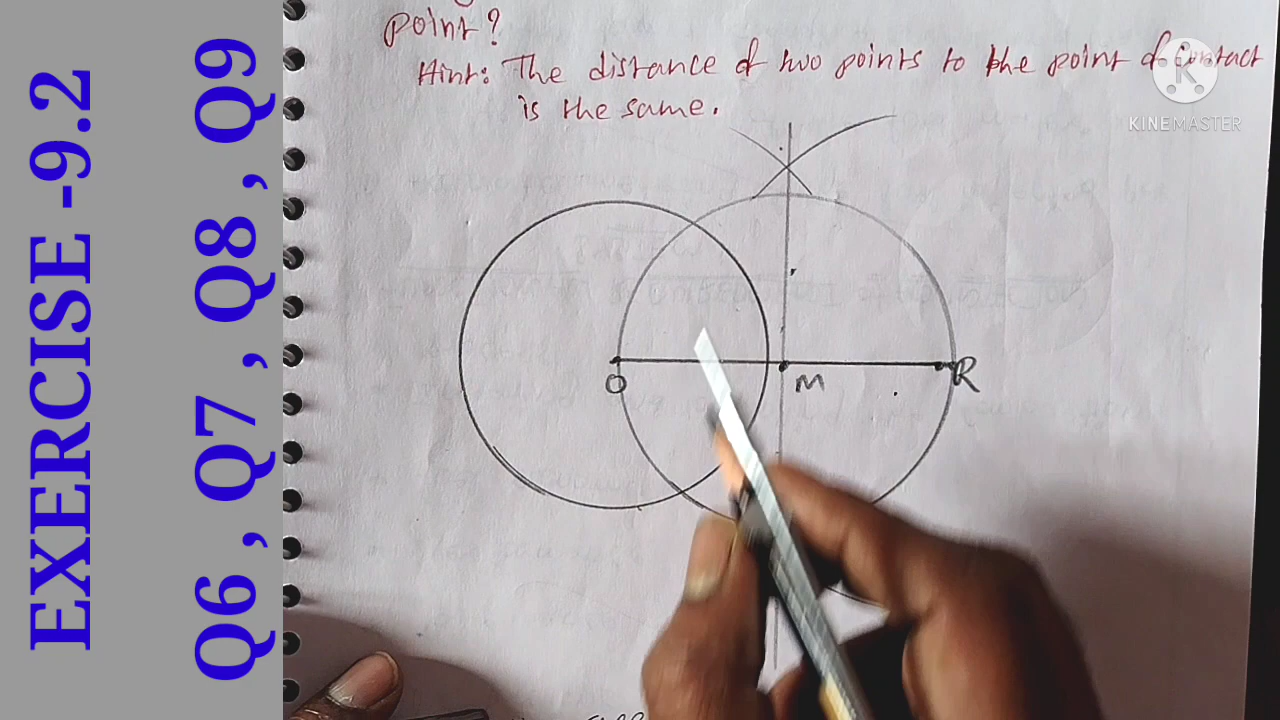 EXERCISE -9.2
Q6 , Q7 , Q8 , Q9
point?
Hint: The distance of two points to the point of contact
is the same.
KINEMASTER
O
M
R